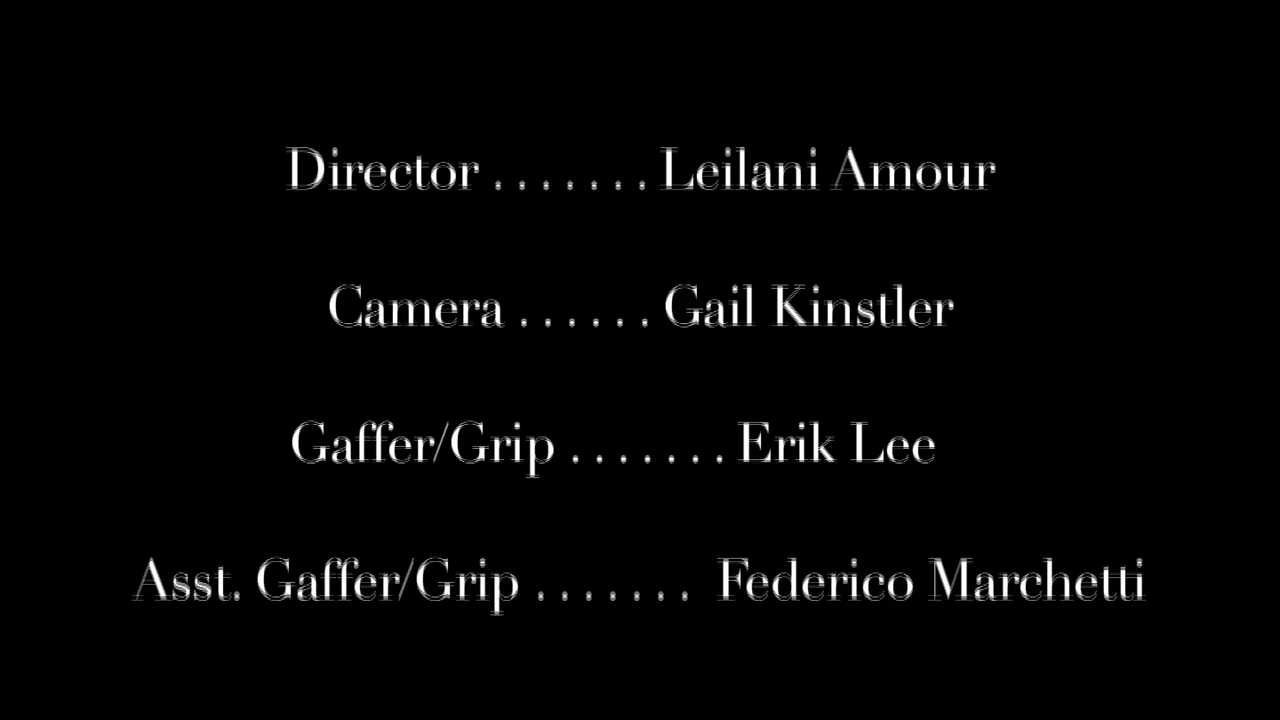 Director . . . . . . . Leilani Amour
Camera . . . . . . Gail Kinstler
Gaffer/Grip . . . . . . . Erik Lee
Asst. Gaffer/Grip . . . . . . . Federico Marchetti